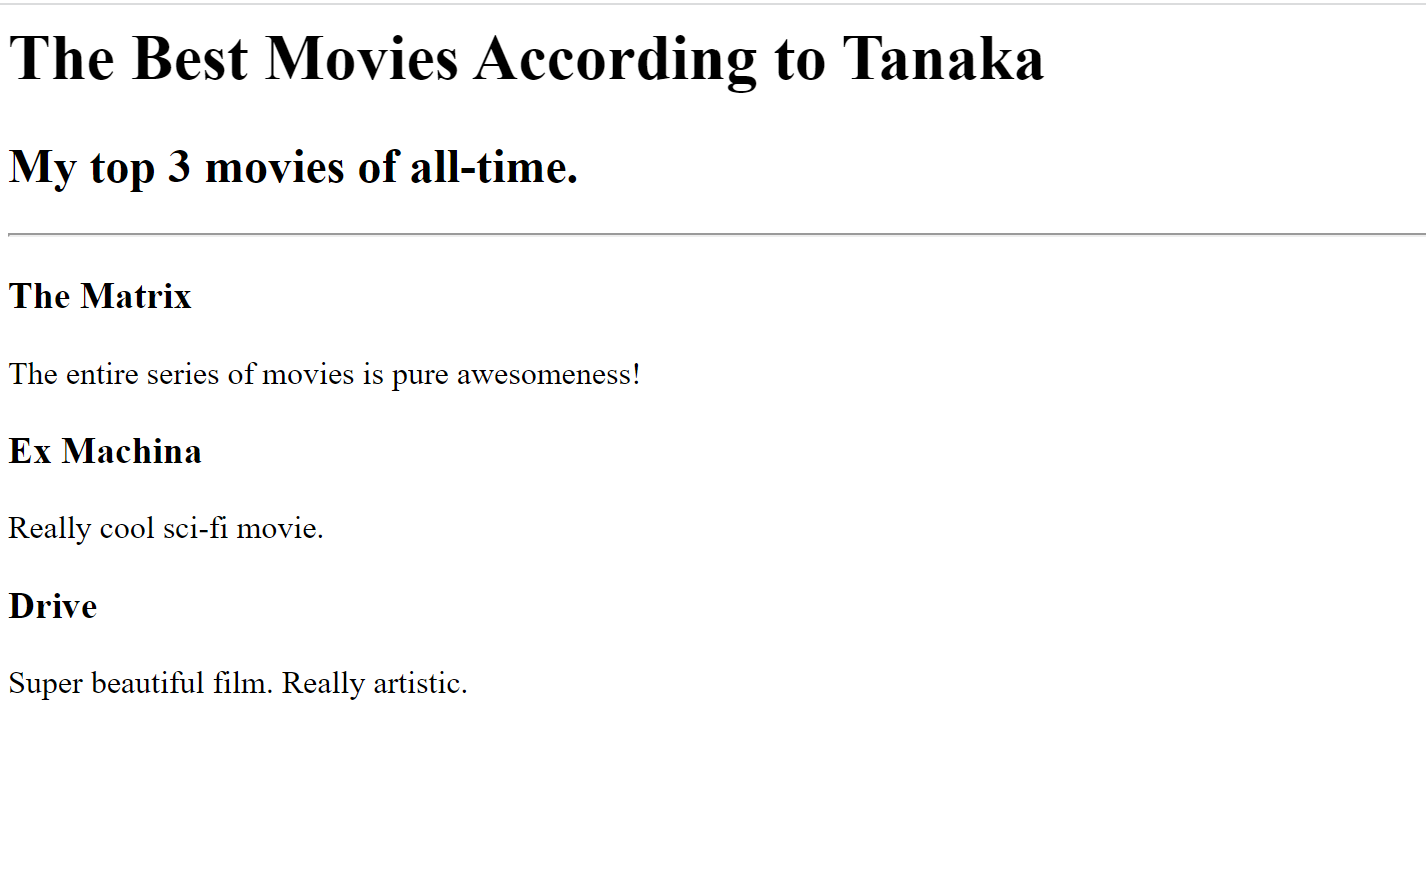 The Best Movies According to Tanaka
My top 3 movies of all-time.
The Matrix
The entire series of movies is pure awesomeness!
Ex Machina
Really cool sci-fi movie.
Drive
Super beautiful film. Really artistic.